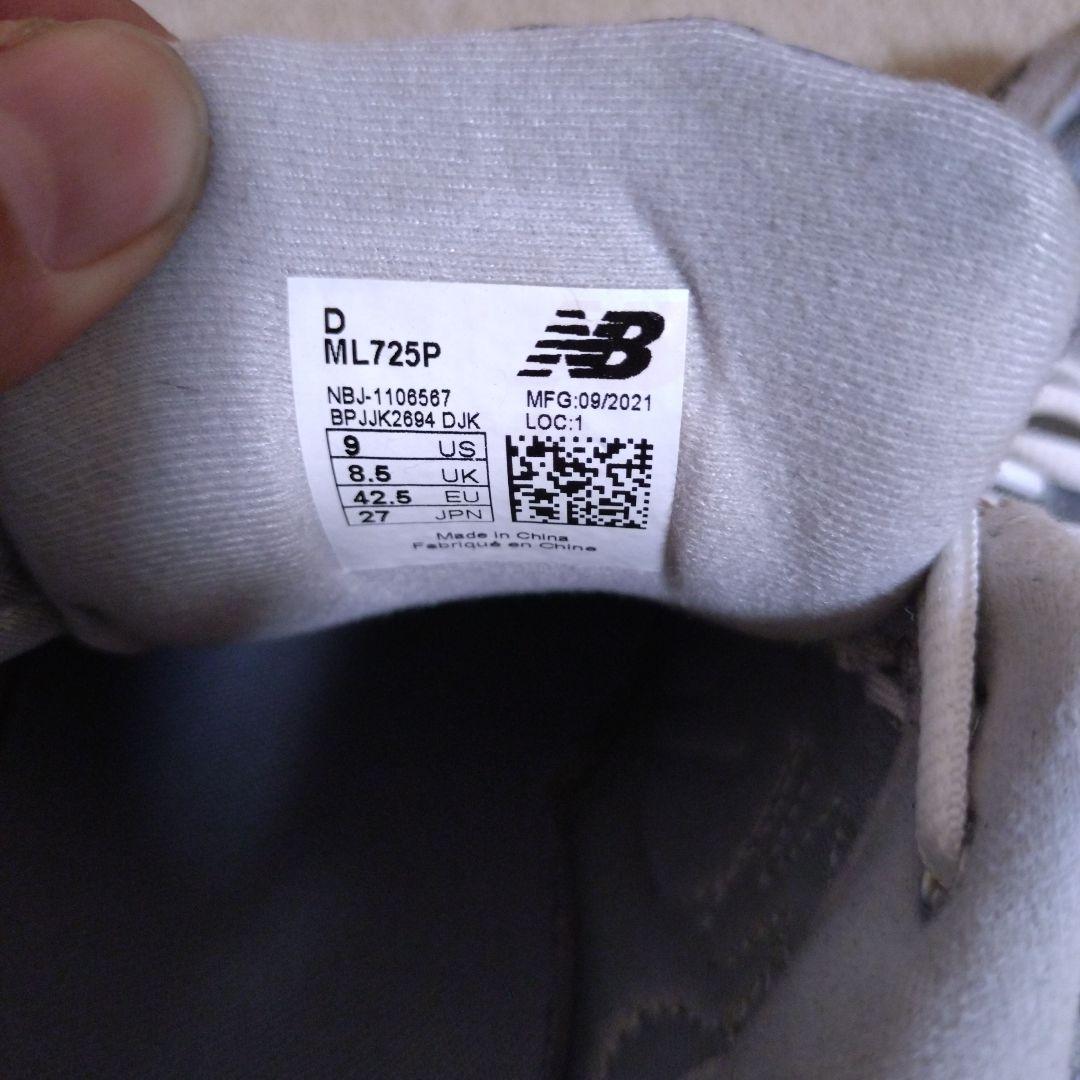 D
ML725P
NB
NBJ-1106567
MFG:09/2021
BPJJK2694 DJK
LOC:1
9 US
8.5 UK
42.5 EU
27 JPN
Made in China
Fabriqué en Chine